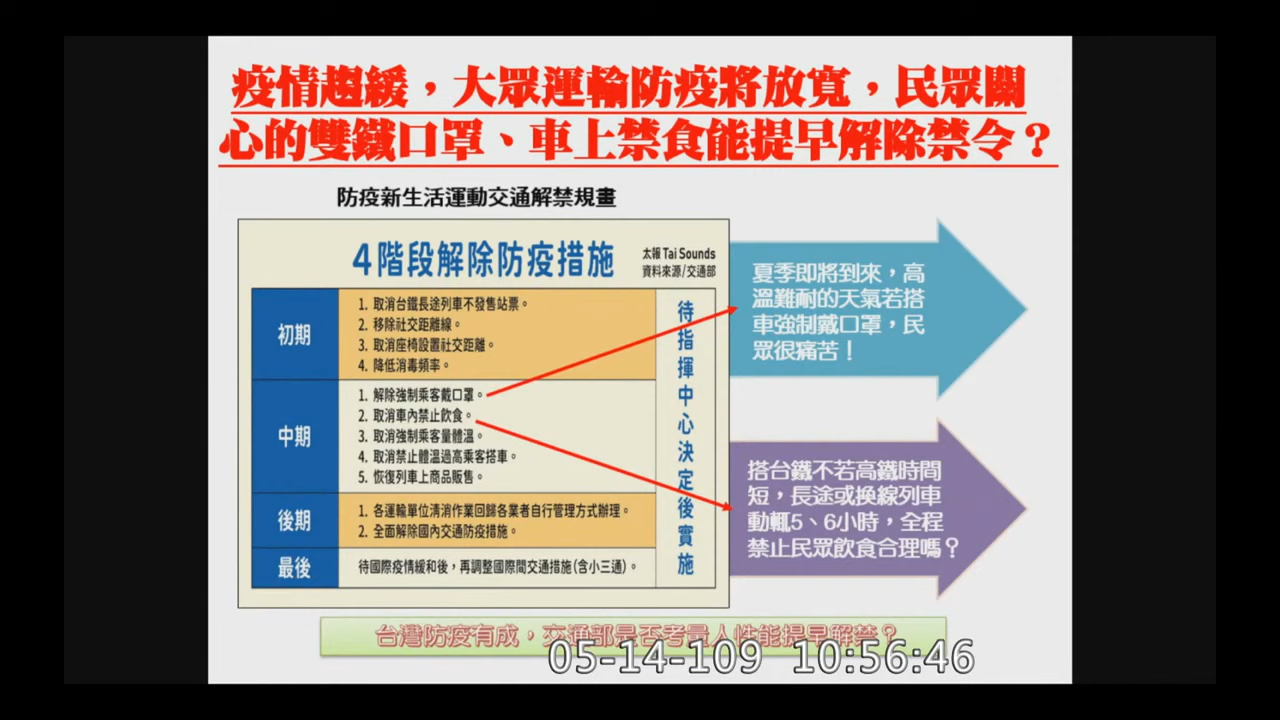 疫情趨緩，大眾運輸防疫將放寬，民眾關
心的雙鐵口罩、車上禁食能提早解除禁令？
防疫新生活運動交通解禁規畫
4階段解除防疫措施
太報 Tai Sounds
資料來源/交通部
初期
1. 取消台鐵長途列車不發售站票。
2. 移除社交距離線。
3. 取消座椅設置社交距離。
4. 降低消毒頻率。
中期
1. 解除強制乘客戴口罩。
2. 取消車內禁止飲食。
3. 取消強制乘客量體溫。
4. 取消禁止體溫過高乘客搭車。
5. 恢復列車上商品販售。
後期
1. 各運輸單位清消作業回歸各業者自行管理方式辦理。
2. 全面解除國內交通防疫措施。
最後
待國際疫情緩和後，再調整國際間交通措施(含小三通)。
待指揮中心決定後實施
夏季即將到來，高
溫難耐的天氣若搭
車強制戴口罩，民
眾很痛苦！
搭台鐵不若高鐵時間
短，長途或換線列車
動輒5、6小時，全程
禁止民眾飲食合理嗎？
台灣防疫有成，交通部是否考量人性能提早解禁？
05-14-109 10:56:46